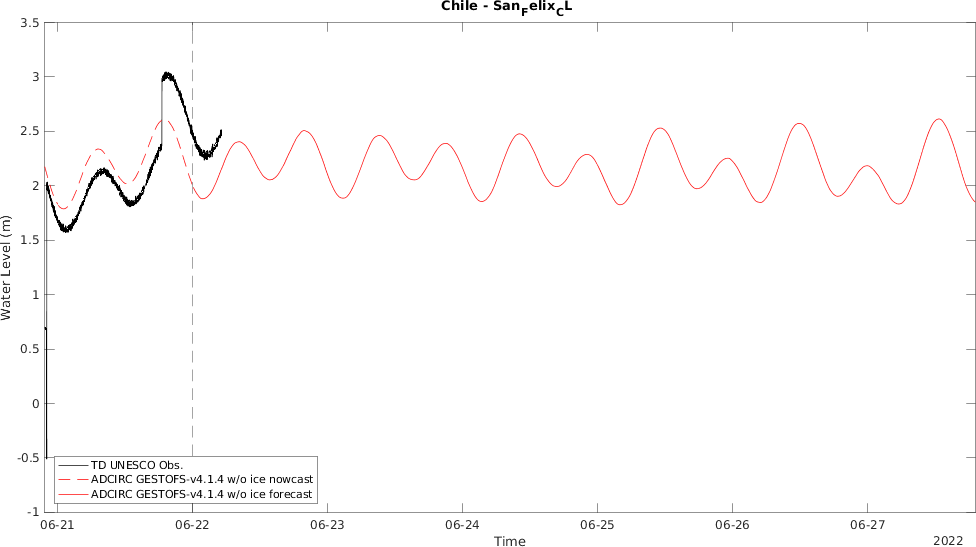 Chile - San_Felix_CL
3.5
3
2.5
2
1.5
1
0.5
0
-0.5
-1
Water Level (m)
TD UNESCO Obs.
ADCIRC GESTOFS-v4.1.4 w/o ice nowcast
ADCIRC GESTOFS-v4.1.4 w/o ice forecast
06-21 06-22 06-23 06-24 06-25 06-26 06-27
Time
2022